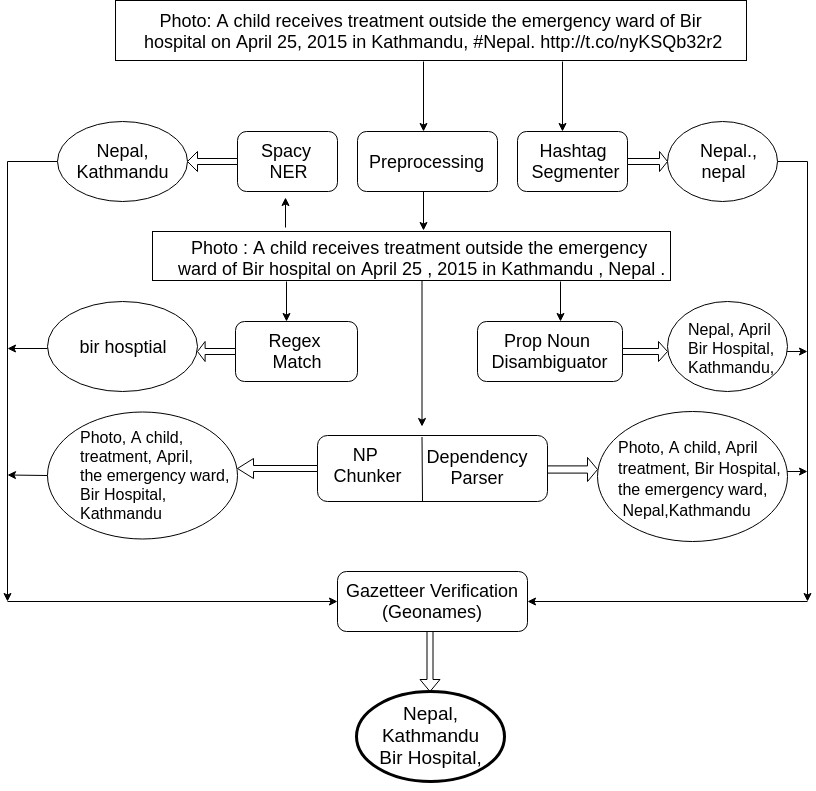 Photo: A child receives treatment outside the emergency ward of Bir
hospital on April 25, 2015 in Kathmandu, #Nepal. http://t.co/nyKSQb32r2
Nepal,
Kathmandu
Spacy
NER
Preprocessing
Hashtag
Segmenter
Nepal.,
nepal
Photo : A child receives treatment outside the emergency
ward of Bir hospital on April 25 , 2015 in Kathmandu , Nepal .
bir hosptial
Regex
Match
Prop Noun
Disambiguator
Nepal, April
Bir Hospital,
Kathmandu,
Photo, A child,
treatment, April,
the emergency ward,
Bir Hospital,
Kathmandu
NP
Chunker
Dependency
Parser
Photo, A child, April
treatment, Bir Hospital,
the emergency ward,
Nepal,Kathmandu
Gazetteer Verification
(Geonames)
Nepal,
Kathmandu
Bir Hospital,